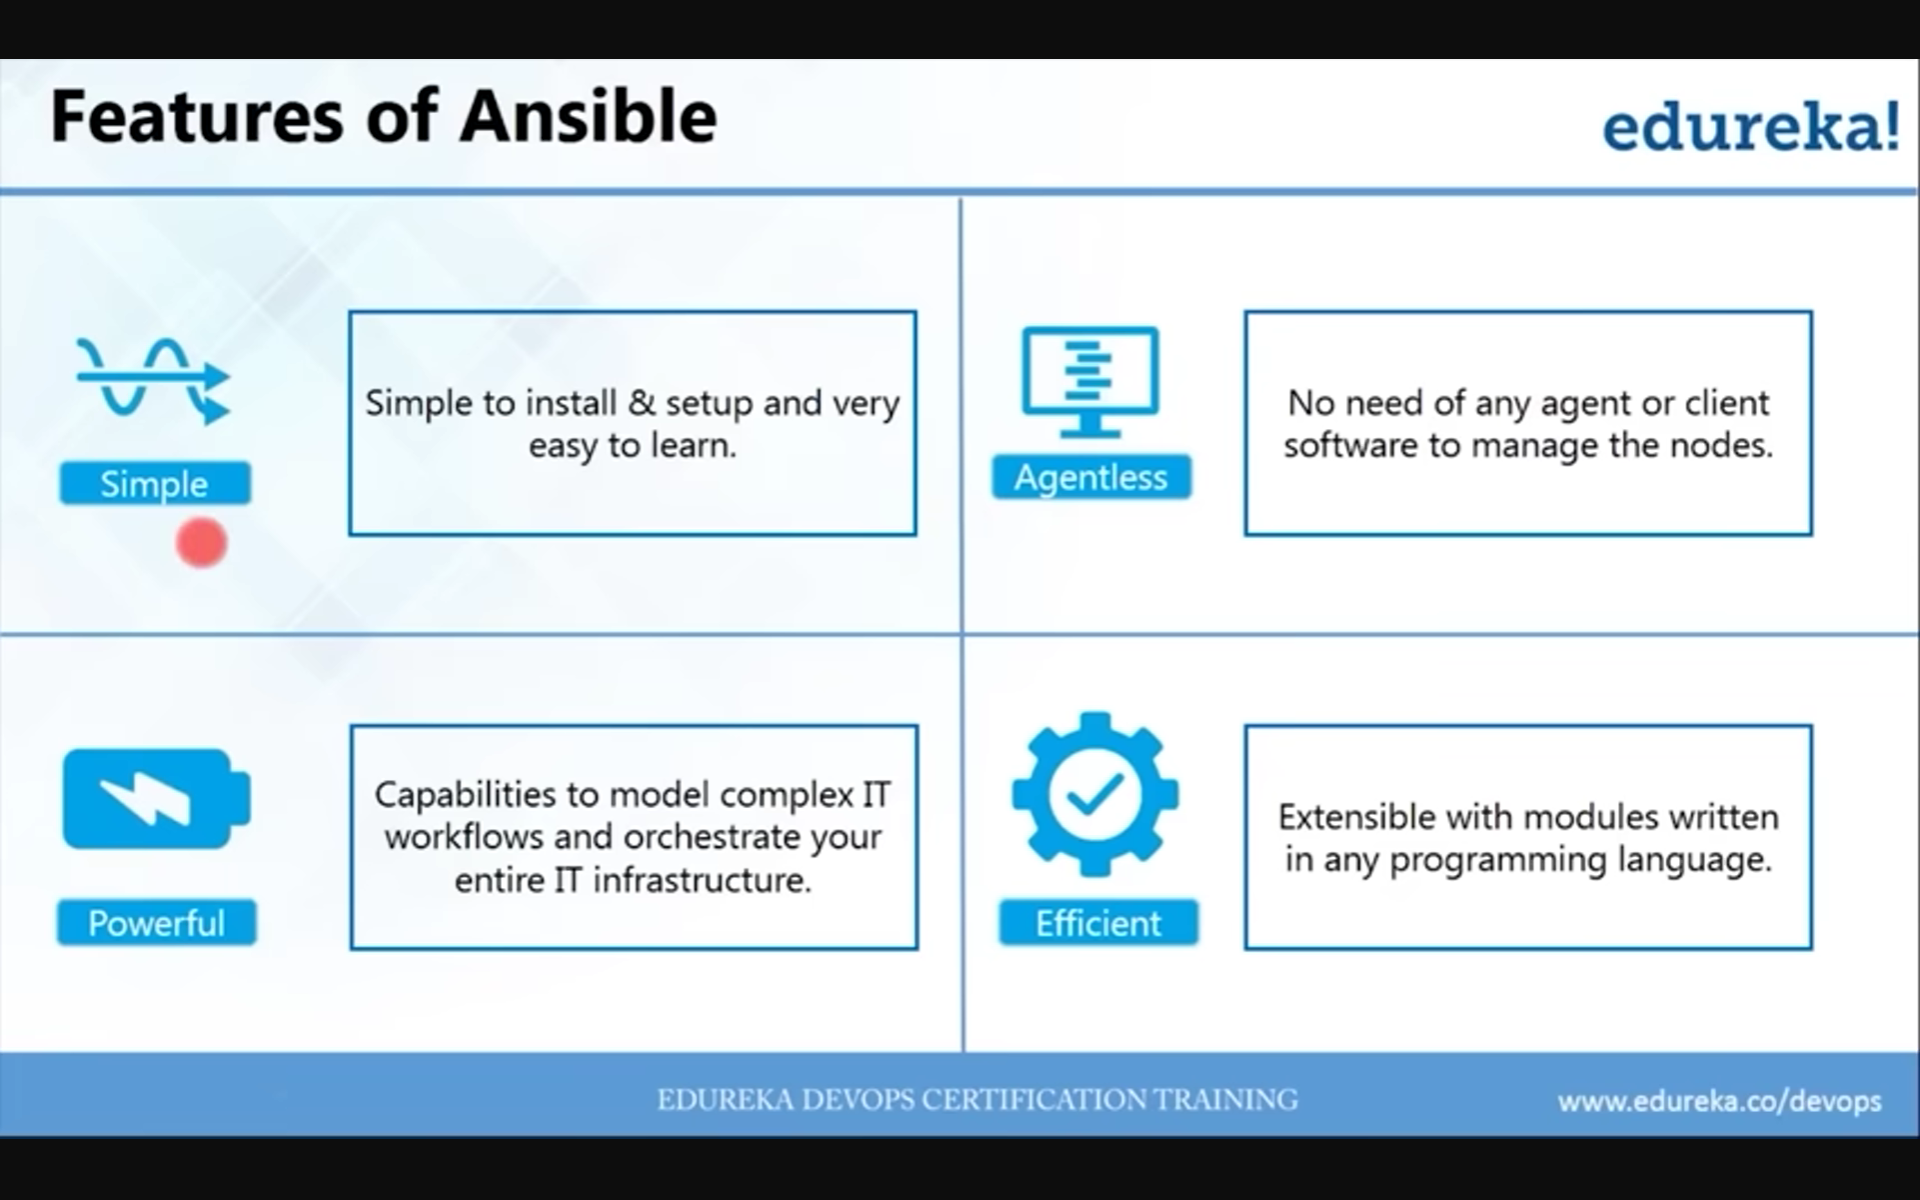 Features of Ansible
edureka!
Simple
Simple to install & setup and very
easy to learn.
Agentless
No need of any agent or client
software to manage the nodes.
Powerful
Capabilities to model complex IT
workflows and orchestrate your
entire IT infrastructure.
Efficient
Extensible with modules written
in any programming language.
EDUREKA DEVOPS CERTIFICATION TRAINING
www.edureka.co/devops